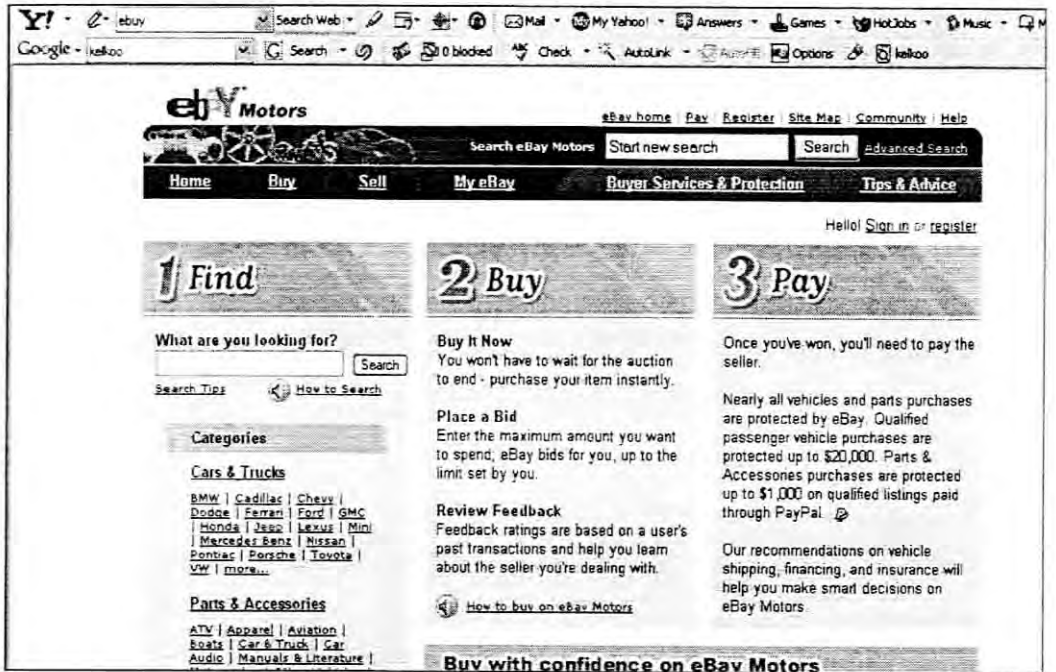 Y! ebuy Search Web Mail My Yahoo! Answers Games HotJobs Music
Google kelkoo Search 0 blocked Check AutoLink Options kelkoo
ebY Motors
eBay home | Pay | Register | Site Map | Community | Help
Search eBay Motors Start new search Search Advanced Search
Home Buy Sell My eBay Buyer Services & Protection Tips & Advice
Hello! Sign in or register
1 Find
What are you looking for?
Search
Search Tips How to Search
Categories
Cars & Trucks
BMW | Cadillac | Chevy |
Dodge | Ferrari | Ford | GMC
| Honda | Jeep | Lexus | Mini
| Mercedes Benz | Nissan |
Pontiac | Porsche | Toyota |
VW | more...
Parts & Accessories
ATV | Apparel | Aviation |
Boats | Car & Truck | Car
Audio | Manuals & Literature |
2 Buy
Buy It Now
You won't have to wait for the auction
to end - purchase your item instantly.
Place a Bid
Enter the maximum amount you want
to spend; eBay bids for you, up to the
limit set by you.
Review Feedback
Feedback ratings are based on a user's
past transactions and help you learn
about the seller you're dealing with.
How to buy on eBay Motors
3 Pay
Once you've won, you'll need to pay the
seller.
Nearly all vehicles and parts purchases
are protected by eBay. Qualified
passenger vehicle purchases are
protected up to $20,000. Parts &
Accessories purchases are protected
up to $1,000 on qualified listings paid
through PayPal.
Our recommendations on vehicle
shipping, financing, and insurance will
help you make smart decisions on
eBay Motors.
Buy with confidence on eBay Motors